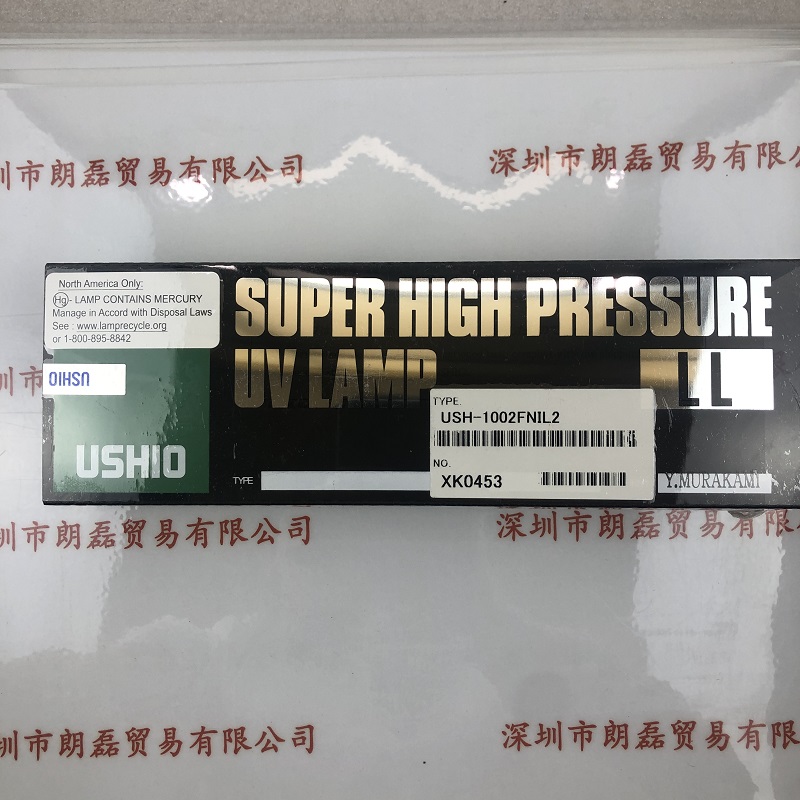 圳市朗磊贸易有限公司
深圳市朗磊贸易有限公司
North America Only:
Hg - LAMP CONTAINS MERCURY
Manage in Accord with Disposal Laws
See : www.lamprecycle.org
or 1-800-895-8842
SUPER HIGH PRESSURE
UV LAMP
LL
圳市
USHIO
USHIO
TYPE
TYPE.
USH-1002FNIL2
NO.
XK0453
Y.MURAKAMI
圳市朗磊贸易有限公司
深圳市朗磊贸易有限公司
圳市朗磊贸易有限公司
深圳市朗磊贸易有限公司